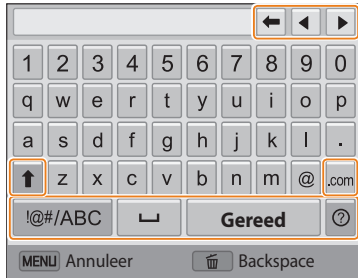 1 2 3 4 5 6 7 8 9 0
q w e r t y u i o p
a s d f g h j k l .
z x c v b n m @ .com
!@#/ABC Gereed ?
MENU Annuleer Backspace